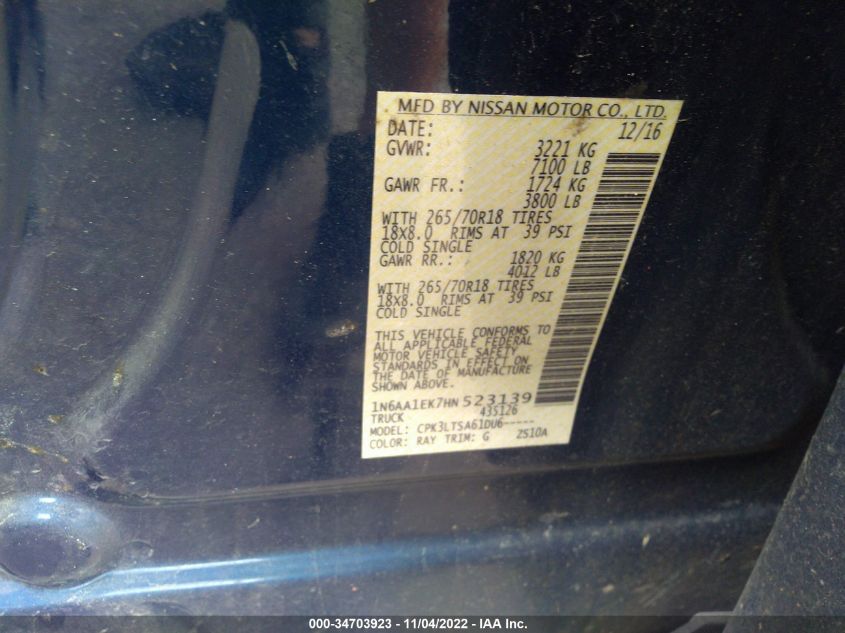 MFD BY NISSAN MOTOR CO., LTD.
DATE: 12/16
GVWR: 3221 KG
7100 LB
GAWR FR.: 1724 KG
3800 LB
WITH 265/70R18 TIRES
18X8.0 RIMS AT 39 PSI
COLD SINGLE
GAWR RR.: 1820 KG
4012 LB
WITH 265/70R18 TIRES
18X8.0 RIMS AT 39 PSI
COLD SINGLE
THIS VEHICLE CONFORMS TO
ALL APPLICABLE FEDERAL
MOTOR VEHICLE SAFETY
STANDARDS IN EFFECT ON
THE DATE OF MANUFACTURE
SHOWN ABOVE.
1N6AA1EK7HN 523139
TRUCK 435126
MODEL: CPK3LTSA61DU6-----
COLOR: RAY TRIM: G ZS10A
000-34703923 - 11/04/2022 - IAA Inc.